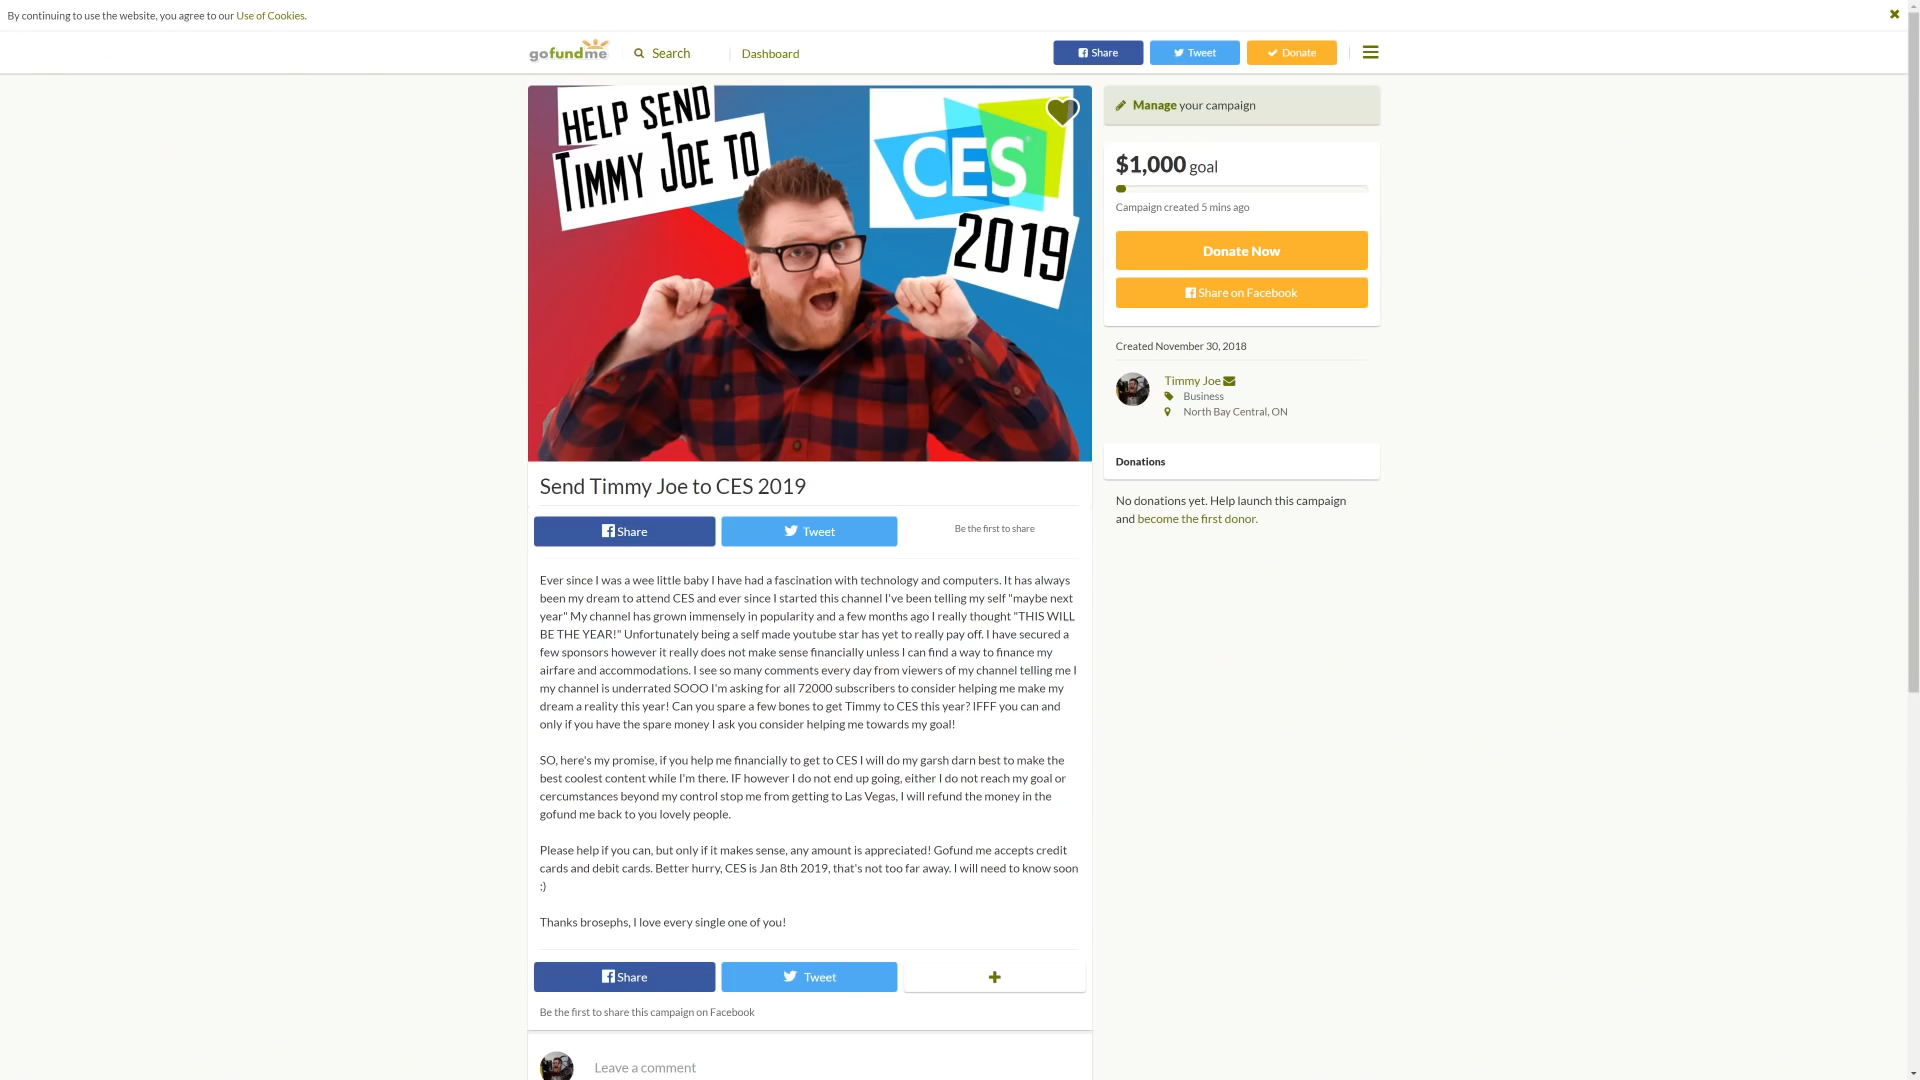 By continuing to use the website, you agree to our Use of Cookies.
gofundme
Search
Dashboard
Share
Tweet
Donate
HELP SEND
TIMMY JOE TO
CES
2019
Send Timmy Joe to CES 2019
Share
Tweet
Be the first to share
Ever since I was a wee little baby I have had a fascination with technology and computers. It has always
been my dream to attend CES and ever since I started this channel I've been telling my self "maybe next
year" My channel has grown immensely in popularity and a few months ago I really thought "THIS WILL
BE THE YEAR!" Unfortunately being a self made youtube star has yet to really pay off. I have secured a
few sponsors however it really does not make sense financially unless I can find a way to finance my
airfare and accommodations. I see so many comments every day from viewers of my channel telling me I
my channel is underrated SOOO I'm asking for all 72000 subscribers to consider helping me make my
dream a reality this year! Can you spare a few bones to get Timmy to CES this year? IFFF you can and
only if you have the spare money I ask you consider helping me towards my goal!
SO, here's my promise, if you help me financially to get to CES I will do my garsh darn best to make the
best coolest content while I'm there. IF however I do not end up going, either I do not reach my goal or
cercumstances beyond my control stop me from getting to Las Vegas, I will refund the money in the
gofund me back to you lovely people.
Please help if you can, but only if it makes sense, any amount is appreciated! Gofund me accepts credit
cards and debit cards. Better hurry, CES is Jan 8th 2019, that's not too far away. I will need to know soon
:)
Thanks brosephs, I love every single one of you!
Share
Tweet
Be the first to share this campaign on Facebook
Leave a comment
Manage your campaign
$1,000 goal
Campaign created 5 mins ago
Donate Now
Share on Facebook
Created November 30, 2018
Timmy Joe
Business
North Bay Central, ON
Donations
No donations yet. Help launch this campaign
and become the first donor.